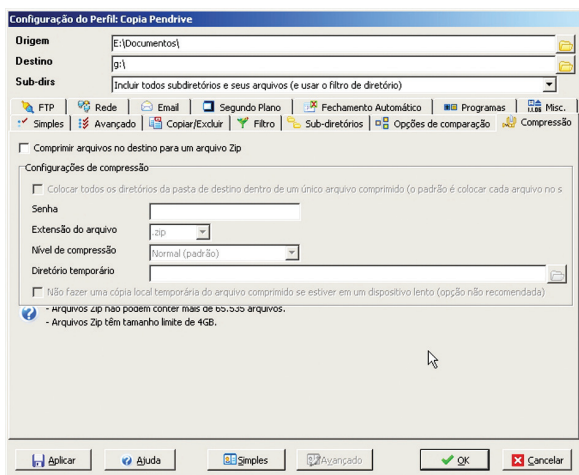 Configuração do Perfil: Copia Pendrive
Origem E:\Documentos\
Destino g:\
Sub-dirs Incluir todos subdiretórios e seus arquivos (e usar o filtro de diretório)
FTP Rede Email Segundo Plano Fechamento Automático Programas Misc.
Simples Avançado Copiar/Excluir Filtro Sub-diretórios Opções de comparação Compressão
Comprimir arquivos no destino para um arquivo Zip
Configurações de compressão
Colocar todos os diretórios da pasta de destino dentro de um único arquivo comprimido (o padrão é colocar cada arquivo no s
Senha
Extensão do arquivo .zip
Nível de compressão Normal (padrão)
Diretório temporário
Não fazer uma cópia local temporária do arquivo comprimido se estiver em um dispositivo lento (opção não recomendada)
- Arquivos Zip não podem conter mais de 65.535 arquivos.
- Arquivos Zip têm tamanho limite de 4GB.
Aplicar Ajuda Simples Avançado OK Cancelar